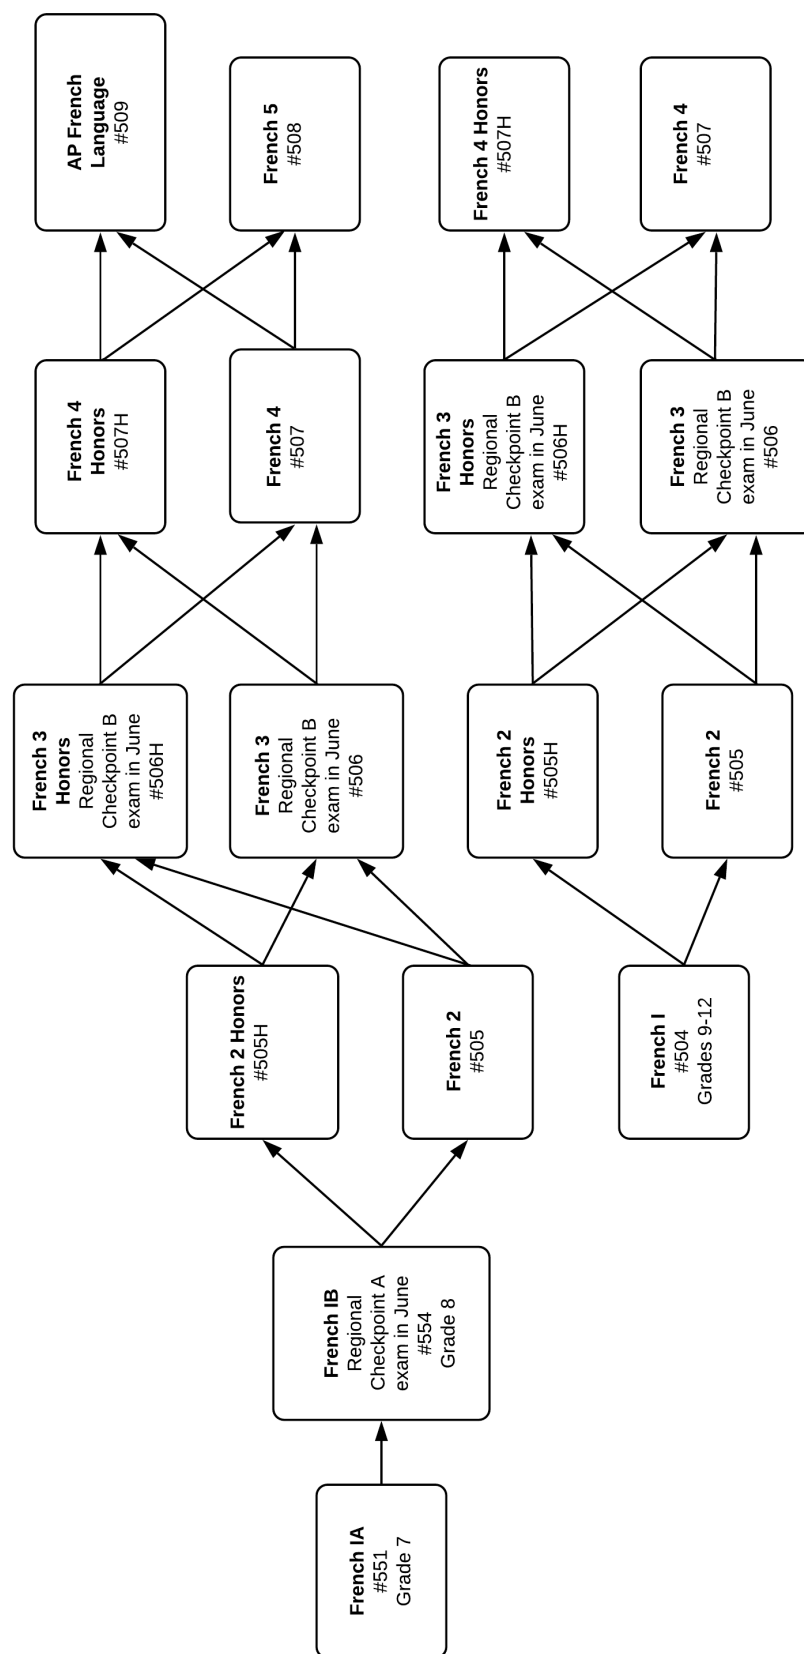 French IA
#551
Grade 7
French IB
Regional
Checkpoint A
exam in June
#554
Grade 8
French 2 Honors
#505H
French 2
#505
French 3
Honors
Regional
Checkpoint B
exam in June
#506H
French 3
Regional
Checkpoint B
exam in June
#506
French 4
Honors
#507H
French 4
#507
AP French
Language
#509
French 5
#508
French I
#504
Grades 9-12
French 2
Honors
#505H
French 2
#505
French 3
Honors
Regional
Checkpoint B
exam in June
#506H
French 3
Regional
Checkpoint B
exam in June
#506
French 4 Honors
#507H
French 4
#507